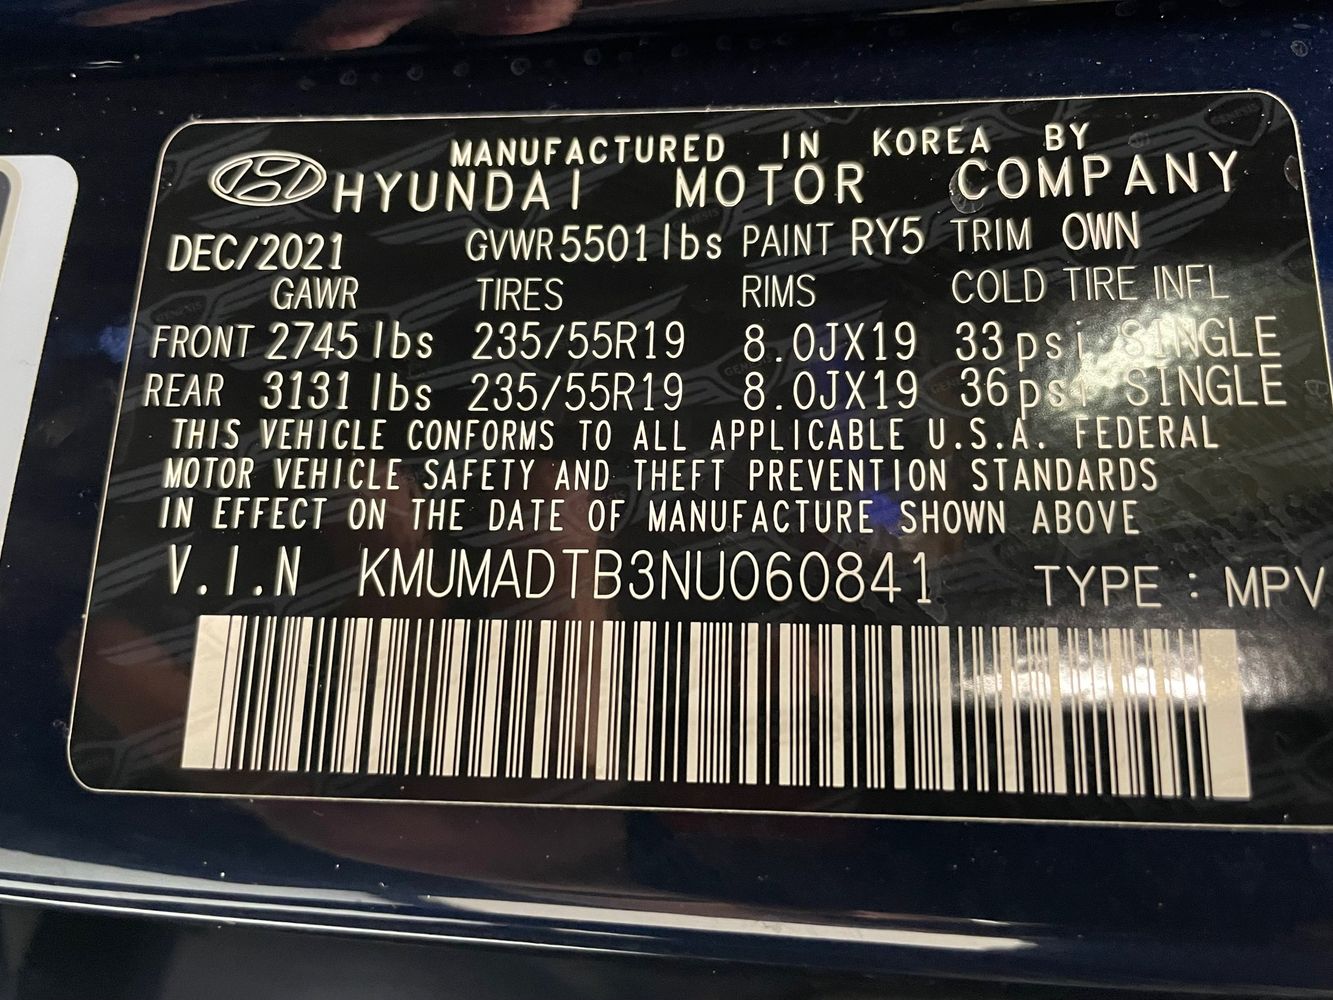 MANUFACTURED IN KOREA BY
HYUNDAI MOTOR COMPANY
DEC/2021 GVWR 5501 lbs PAINT RY5 TRIM OWN
GAWR TIRES RIMS COLD TIRE INFL
FRONT 2745 lbs 235/55R19 8.0JX19 33 psi SINGLE
REAR 3131 lbs 235/55R19 8.0JX19 36 psi SINGLE
THIS VEHICLE CONFORMS TO ALL APPLICABLE U.S.A. FEDERAL
MOTOR VEHICLE SAFETY AND THEFT PREVENTION STANDARDS
IN EFFECT ON THE DATE OF MANUFACTURE SHOWN ABOVE
V.I.N KMUMADTB3NU060841 TYPE : MPV